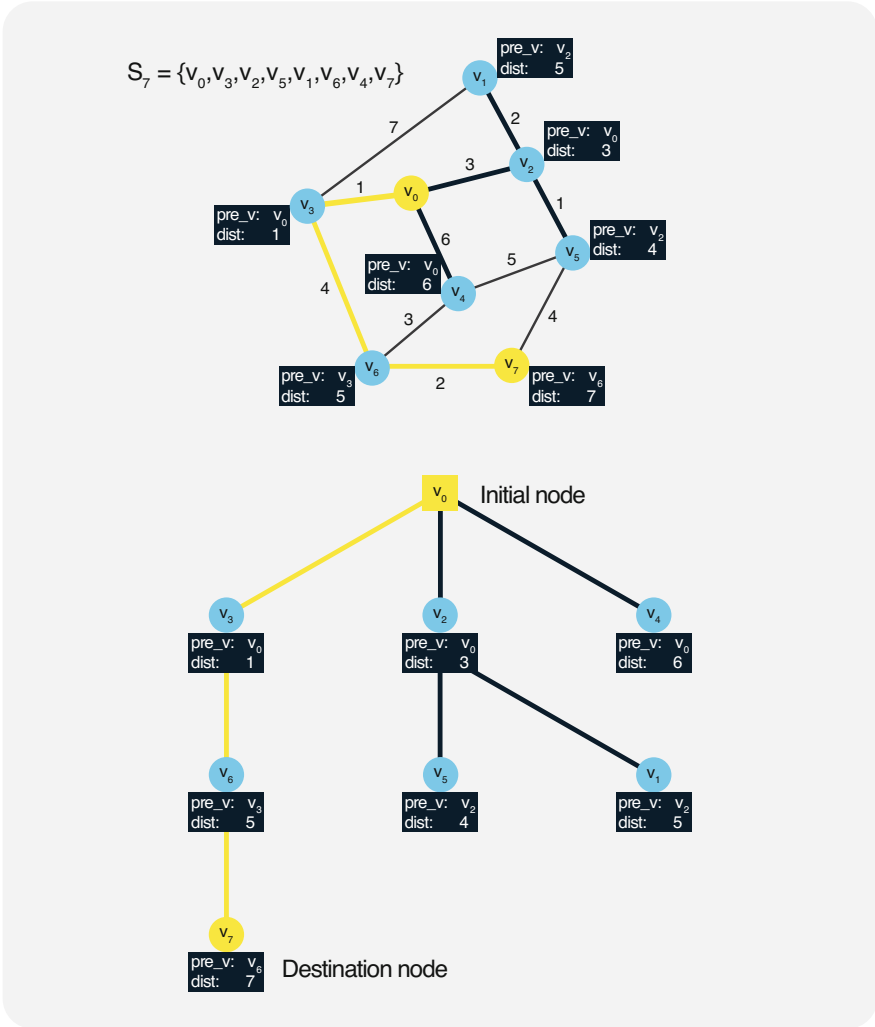 S₇ = {v₀,v₃,v₂,v₅,v₁,v₆,v₄,v₇}
pre_v: v₂
dist: 5
v₁
7
2
pre_v: v₀
dist: 3
v₂
3
1
v₀
v₃
1
pre_v: v₀
dist: 1
6
pre_v: v₂
dist: 4
v₅
5
pre_v: v₀
dist: 6
v₄
4
3
4
v₆
2
v₇
pre_v: v₃
dist: 5
pre_v: v₆
dist: 7
v₀
Initial node
v₃
pre_v: v₀
dist: 1
v₂
pre_v: v₀
dist: 3
v₄
pre_v: v₀
dist: 6
v₆
pre_v: v₃
dist: 5
v₅
pre_v: v₂
dist: 4
v₁
pre_v: v₂
dist: 5
v₇
pre_v: v₆
dist: 7
Destination node